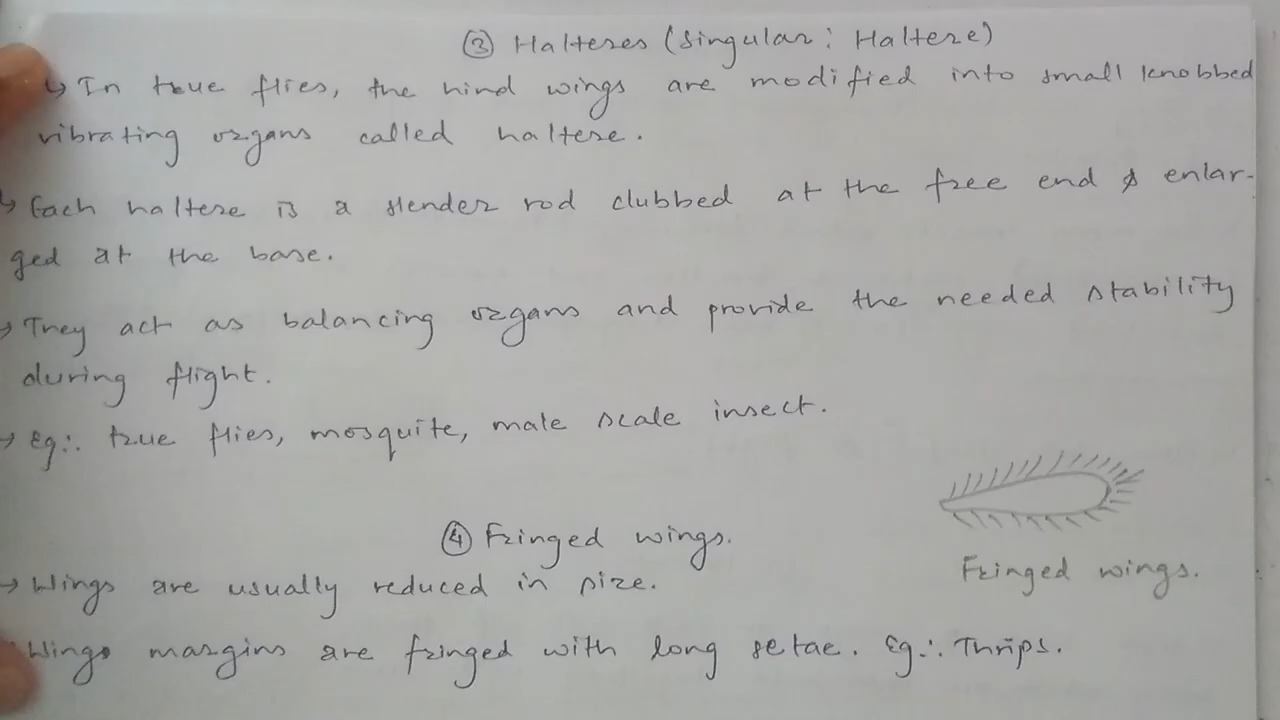 ③ Halteres (Singular: Haltere)
↳ In true flies, the hind wings are modified into small knobbed
vibrating organs called haltere.
↳ Each haltere is a slender rod clubbed at the free end & enlar-
ged at the base.
→ They act as balancing organs and provide the needed stability
during flight.
→ Eg:. true flies, mosquite, male scale insect.
④ Fringed wings.
→ Wings are usually reduced in size.
Fringed wings.
Wings margins are fringed with long setae. Eg:. Thrips.